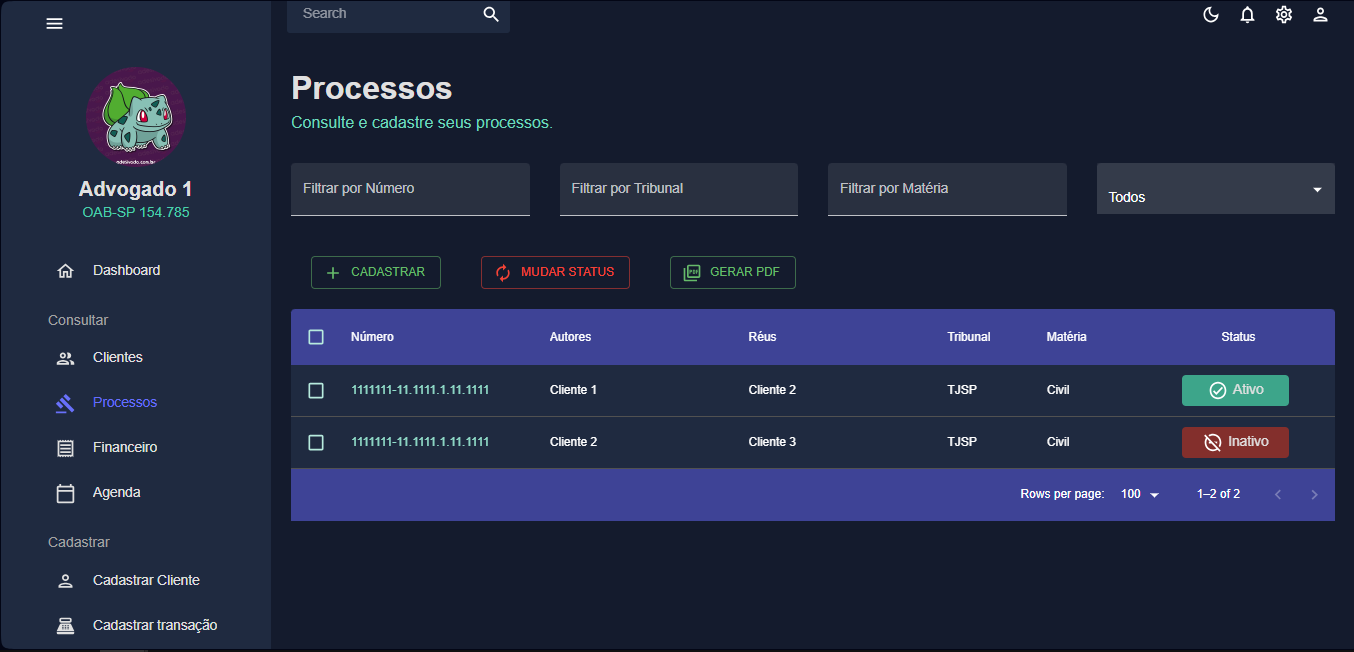 Search
Advogado 1
OAB-SP 154.785
Dashboard
Consultar
Clientes
Processos
Financeiro
Agenda
Cadastrar
Cadastrar Cliente
Cadastrar transação
Processos
Consulte e cadastre seus processos.
Filtrar por Número
Filtrar por Tribunal
Filtrar por Matéria
Todos
CADASTRAR
MUDAR STATUS
PDF GERAR PDF
Número Autores Réus Tribunal Matéria Status
1111111-11.1111.1.11.1111 Cliente 1 Cliente 2 TJSP Civil Ativo
1111111-11.1111.1.11.1111 Cliente 2 Cliente 3 TJSP Civil Inativo
Rows per page: 100 1–2 of 2